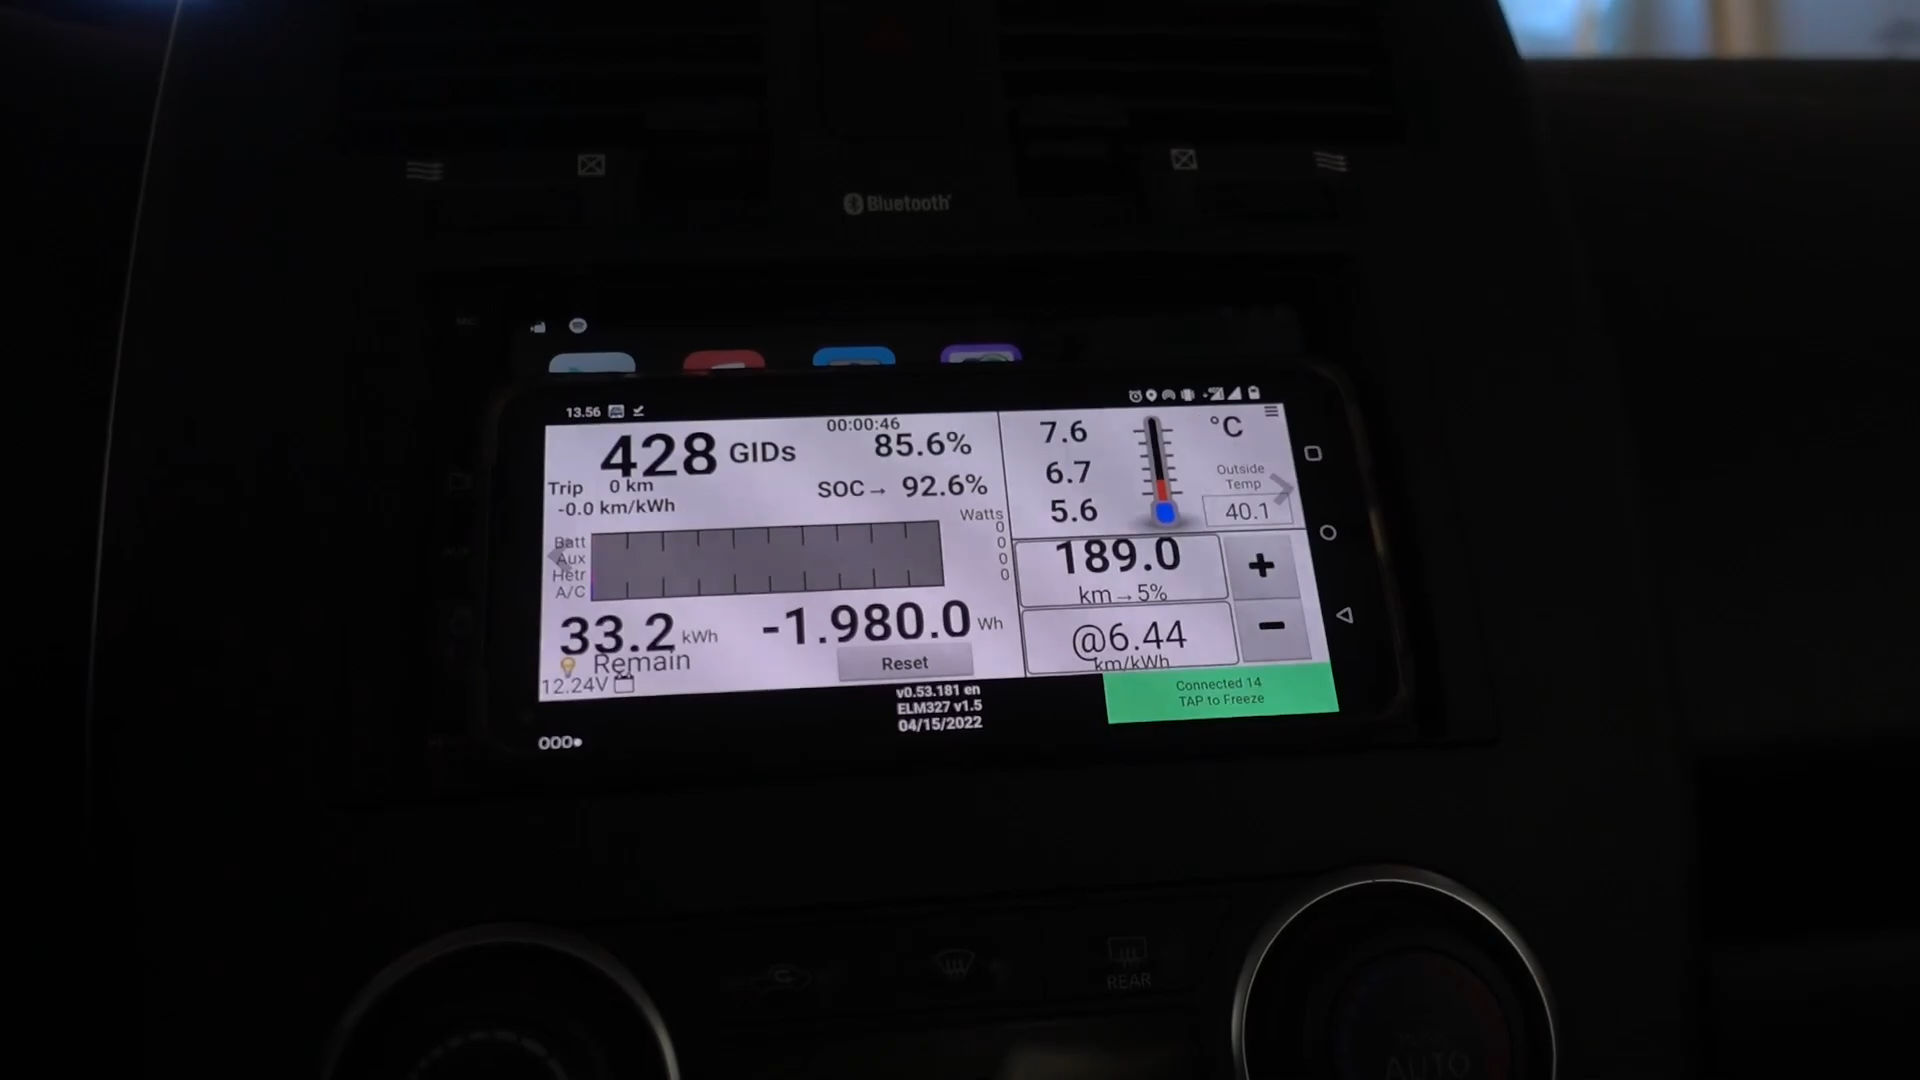 Bluetooth
13.56
00:00:46
428 GIDs
85.6%
Trip 0 km
SOC→ 92.6%
-0.0 km/kWh
Watts
Batt 0
Aux 0
Hetr 0
A/C 0
33.2 kWh
-1.980.0 Wh
Remain
Reset
12.24V
7.6
°C
6.7
Outside
Temp
5.6
40.1
189.0
km→5%
+
@6.44
km/kWh
−
Connected 14
TAP to Freeze
v0.53.181 en
ELM327 v1.5
04/15/2022
REAR
AUTO